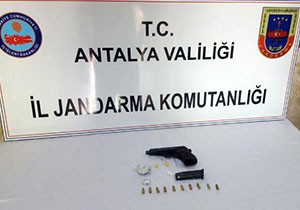 T.C.
ANTALYA VALİLİĞİ
İL JANDARMA KOMUTANLIĞI